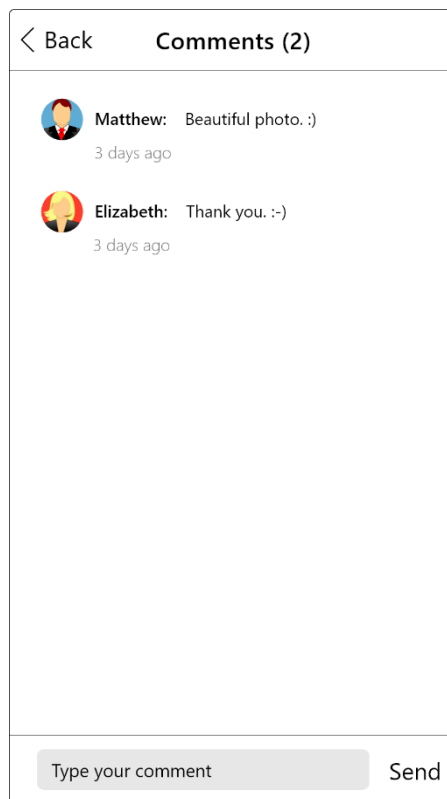 Back Comments (2)
Matthew: Beautiful photo. :)
3 days ago
Elizabeth: Thank you. :-)
3 days ago
Type your comment Send